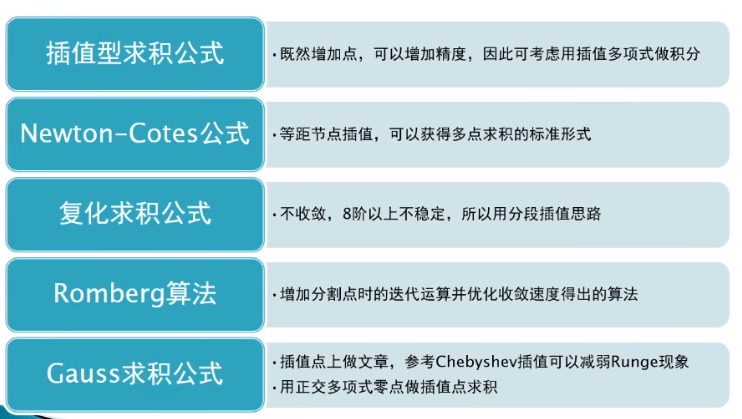 插值型求积公式
·既然增加点，可以增加精度，因此可考虑用插值多项式做积分
Newton-Cotes公式
·等距节点插值，可以获得多点求积的标准形式
复化求积公式
·不收敛，8阶以上不稳定，所以用分段插值思路
Romberg算法
·增加分割点时的迭代运算并优化收敛速度得出的算法
Gauss求积公式
·插值点上做文章，参考Chebyshev插值可以减弱Runge现象
·用正交多项式零点做插值点求积